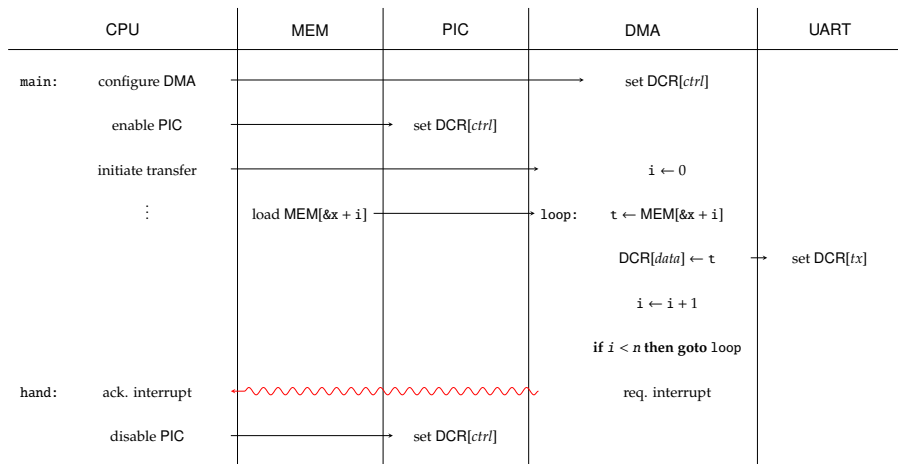 CPU MEM PIC DMA UART
main: configure DMA set DCR[ctrl]
enable PIC set DCR[ctrl]
initiate transfer i ← 0
⋮ load MEM[&x + i] loop: t ← MEM[&x + i]
DCR[data] ← t set DCR[tx]
i ← i + 1
if i < n then goto loop
hand: ack. interrupt req. interrupt
disable PIC set DCR[ctrl]